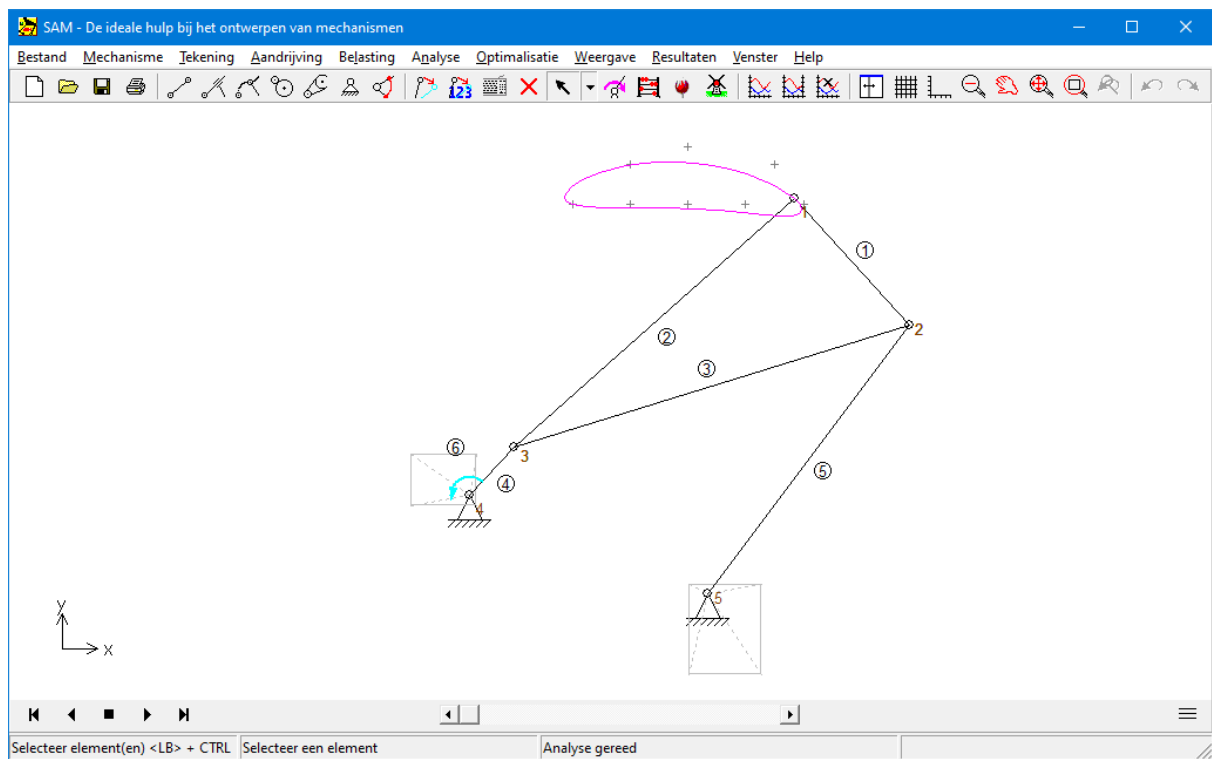 SAM - De ideale hulp bij het ontwerpen van mechanismen
Bestand Mechanisme Tekening Aandrijving Belasting Analyse Optimalisatie Weergave Resultaten Venster Help
123
1
①
2
②
③
⑥
3
④
4
⑤
5
y
x
Selecteer element(en) <LB> + CTRL Selecteer een element Analyse gereed